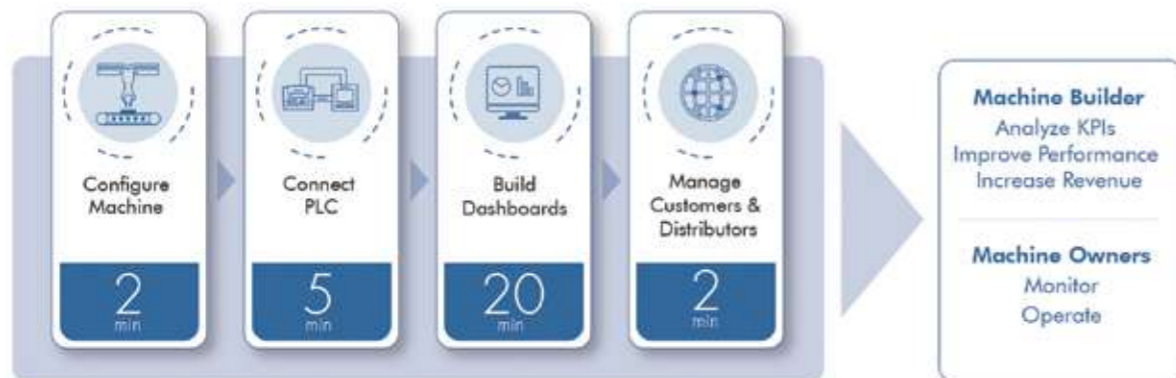 Configure
Machine
2
min
Connect
PLC
5
min
Build
Dashboards
20
min
Manage
Customers &
Distributors
2
min
Machine Builder
Analyze KPIs
Improve Performance
Increase Revenue
Machine Owners
Monitor
Operate